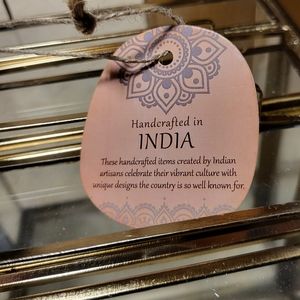 Handcrafted in
INDIA
These handcrafted items created by Indian
artisans celebrate their vibrant culture with
unique designs the country is so well known for.